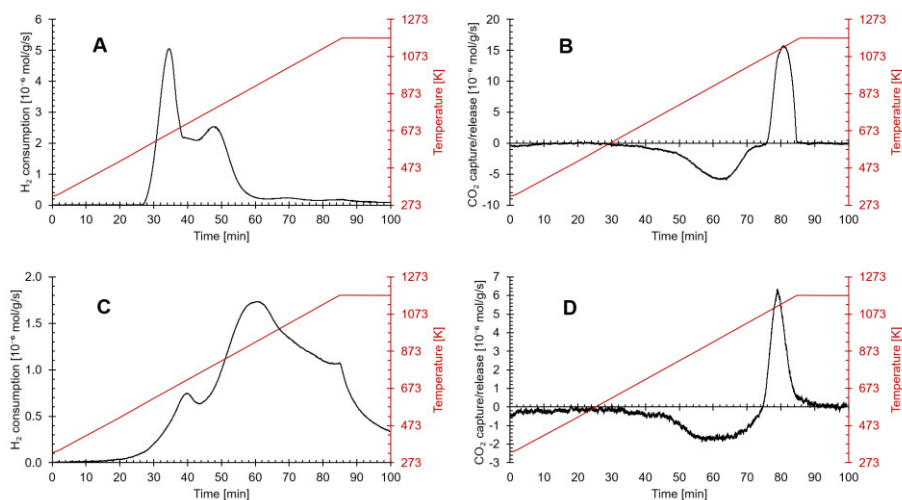 A
H₂ consumption [10⁻⁶ mol/g/s]
6
5
4
3
2
1
0
0 10 20 30 40 50 60 70 80 90 100
Time [min]
1273
1073
873
673
473
273
Temperature [K]
B
CO₂ capture/release [10⁻⁶ mol/g/s]
20
15
10
5
0
-5
-10
0 10 20 30 40 50 60 70 80 90 100
Time [min]
1273
1073
873
673
473
273
Temperature [K]
C
H₂ consumption [10⁻⁶ mol/g/s]
2.0
1.5
1.0
0.5
0.0
0 10 20 30 40 50 60 70 80 90 100
Time [min]
1273
1073
873
673
473
273
Temperature [K]
D
CO₂ capture/release [10⁻⁶ mol/g/s]
7
6
5
4
3
2
1
0
-1
-2
-3
0 10 20 30 40 50 60 70 80 90 100
Time [min]
1273
1073
873
673
473
273
Temperature [K]